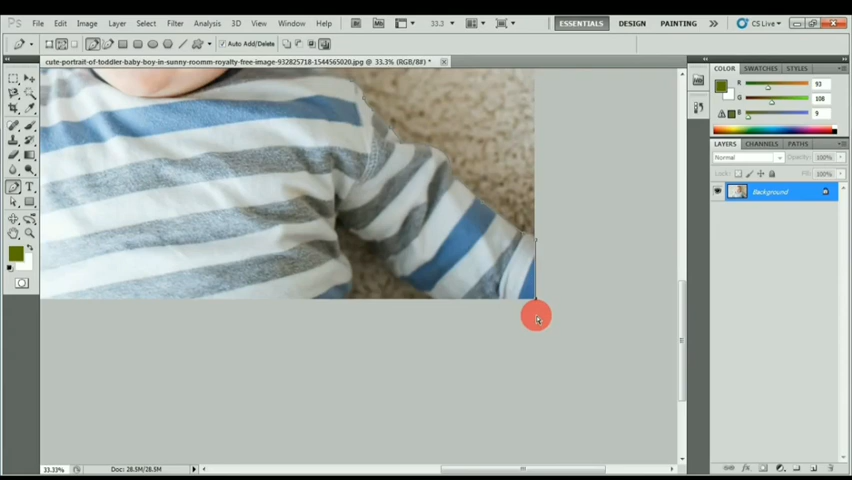 Ps File Edit Image Layer Select Filter Analysis 3D View Window Help 33.3 ESSENTIALS DESIGN PAINTING CS Live
Auto Add/Delete
cute-portrait-of-toddler-baby-boy-in-sunny-roomm-royalty-free-image-932825718-1544565020.jpg @ 33.3% (RGB/8#) *
COLOR SWATCHES STYLES
R 93
G 108
B 9
LAYERS CHANNELS PATHS
Normal Opacity: 100%
Lock: Fill: 100%
Background
T
33.33% Doc: 28.5M/28.5M